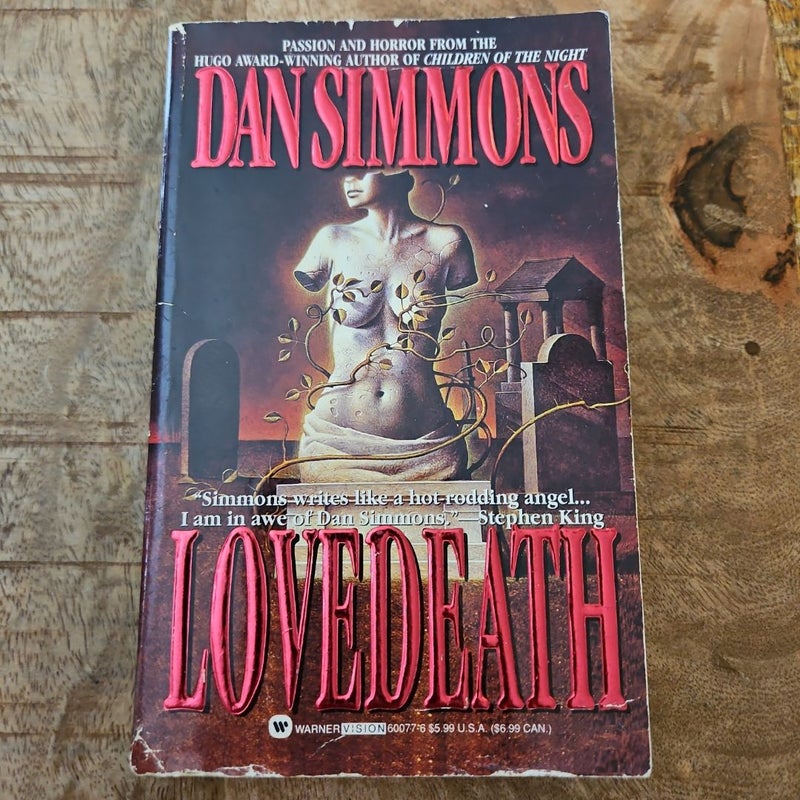 PASSION AND HORROR FROM THE
HUGO AWARD-WINNING AUTHOR OF CHILDREN OF THE NIGHT
DAN SIMMONS
"Simmons writes like a hot-rodding angel...
I am in awe of Dan Simmons."—Stephen King
LOVEDEATH
W WARNER VISION 60077-6 $5.99 U.S.A. ($6.99 CAN.)